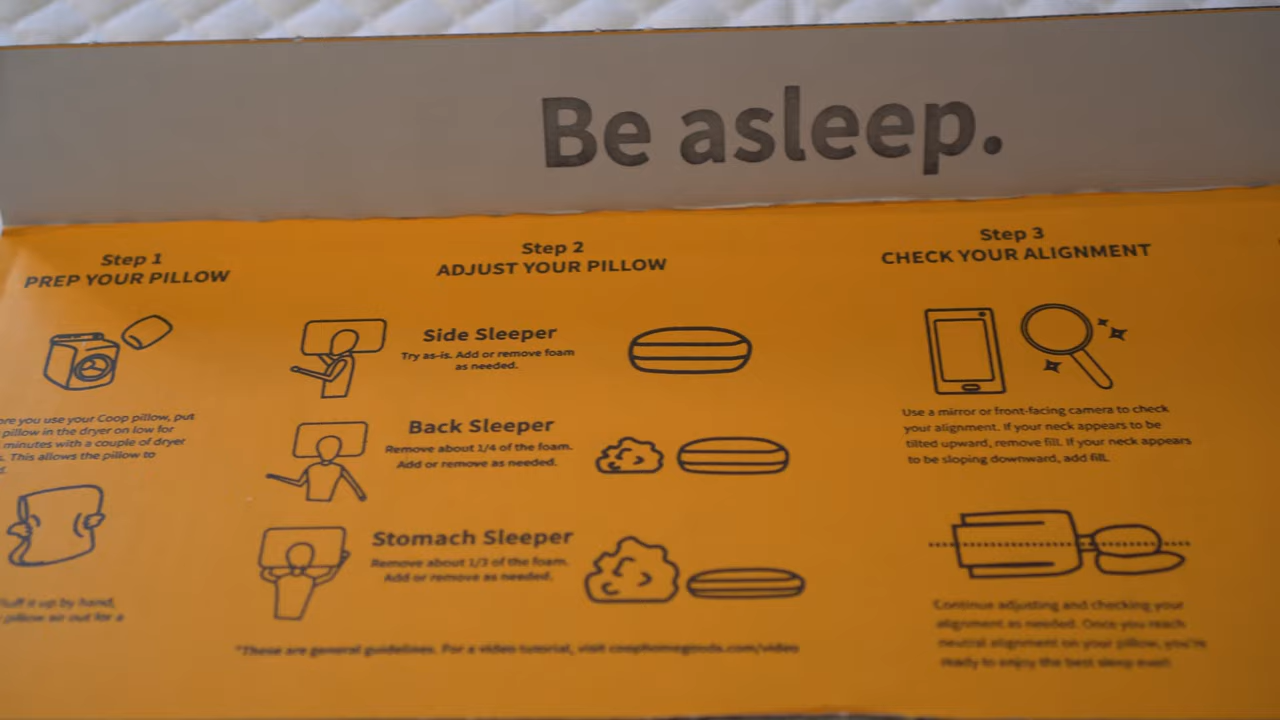 Be asleep.
Step 1
PREP YOUR PILLOW
are you use your Coop pillow, put
pillow in the dryer on low for
minutes with a couple of dryer
s. This allows the pillow to
d.
fluff it up by hand,
pillow air out for a
Step 2
ADJUST YOUR PILLOW
Side Sleeper
Try as-is. Add or remove foam
as needed.
Back Sleeper
Remove about 1/4 of the foam.
Add or remove as needed.
Stomach Sleeper
Remove about 1/3 of the foam.
Add or remove as needed.
*These are general guidelines. For a video tutorial, visit coophomegoods.com/video
Step 3
CHECK YOUR ALIGNMENT
Use a mirror or front-facing camera to check
your alignment. If your neck appears to be
tilted upward, remove fill. If your neck appears
to be sloping downward, add fill.
Continue adjusting and checking your
alignment as needed. Once you reach
neutral alignment on your pillow, you're
ready to enjoy the best sleep ever!